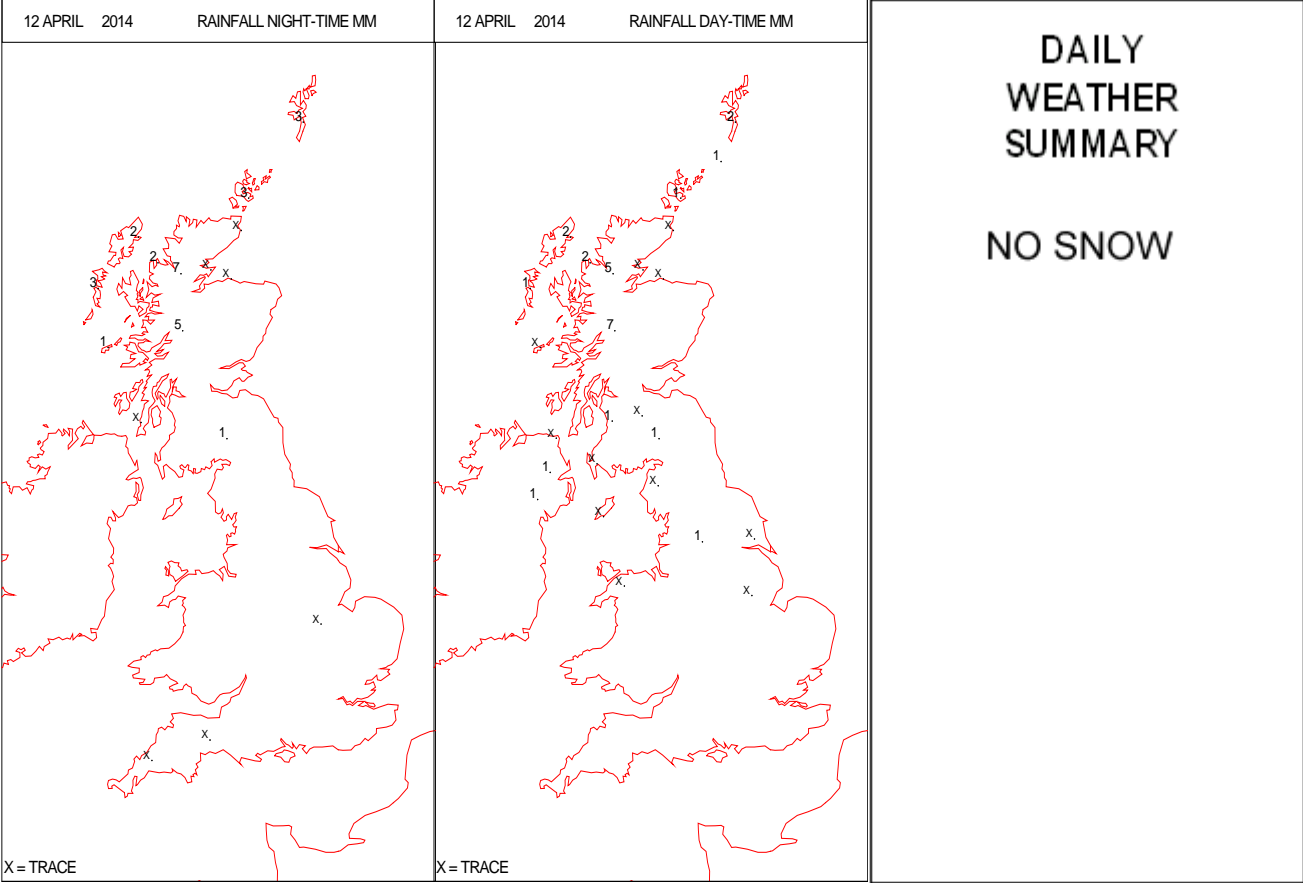 12 APRIL 2014 RAINFALL NIGHT-TIME MM
3.
3.
X.
2.
2.
7.
X.
X.
3.
5.
1.
X.
1.
X.
X.
X.
X = TRACE
12 APRIL 2014 RAINFALL DAY-TIME MM
2.
1.
1.
X.
2.
2.
5.
X.
X.
1.
7.
X.
X.
1.
X.
1.
X.
1.
X.
1.
X.
1.
X.
X.
X.
X = TRACE
DAILY
WEATHER
SUMMARY
NO SNOW